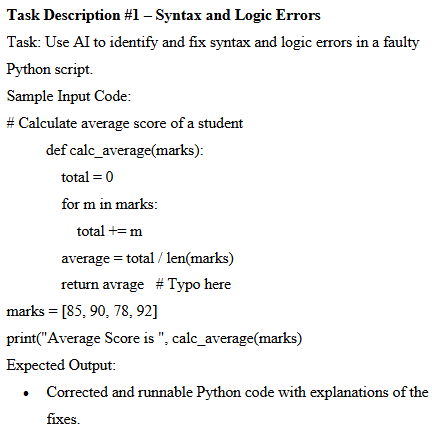 Task Description #1 – Syntax and Logic Errors
Task: Use AI to identify and fix syntax and logic errors in a faulty
Python script.
Sample Input Code:
# Calculate average score of a student
def calc_average(marks):
total = 0
for m in marks:
total += m
average = total / len(marks)
return avrage # Typo here
marks = [85, 90, 78, 92]
print("Average Score is ", calc_average(marks)
Expected Output:
• Corrected and runnable Python code with explanations of the
fixes.